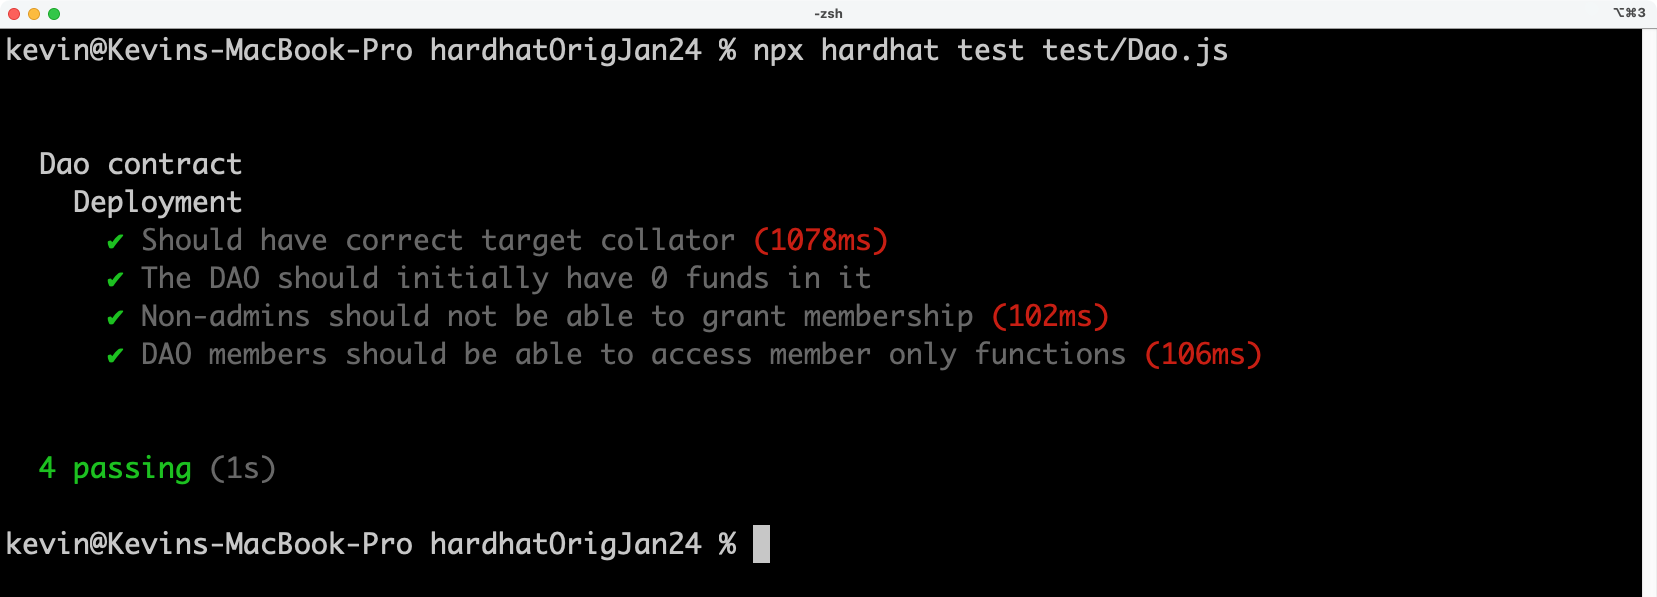 -zsh
⌥⌘3
kevin@Kevins-MacBook-Pro hardhatOrigJan24 % npx hardhat test test/Dao.js
Dao contract
Deployment
✔ Should have correct target collator (1078ms)
✔ The DAO should initially have 0 funds in it
✔ Non-admins should not be able to grant membership (102ms)
✔ DAO members should be able to access member only functions (106ms)
4 passing (1s)
kevin@Kevins-MacBook-Pro hardhatOrigJan24 %